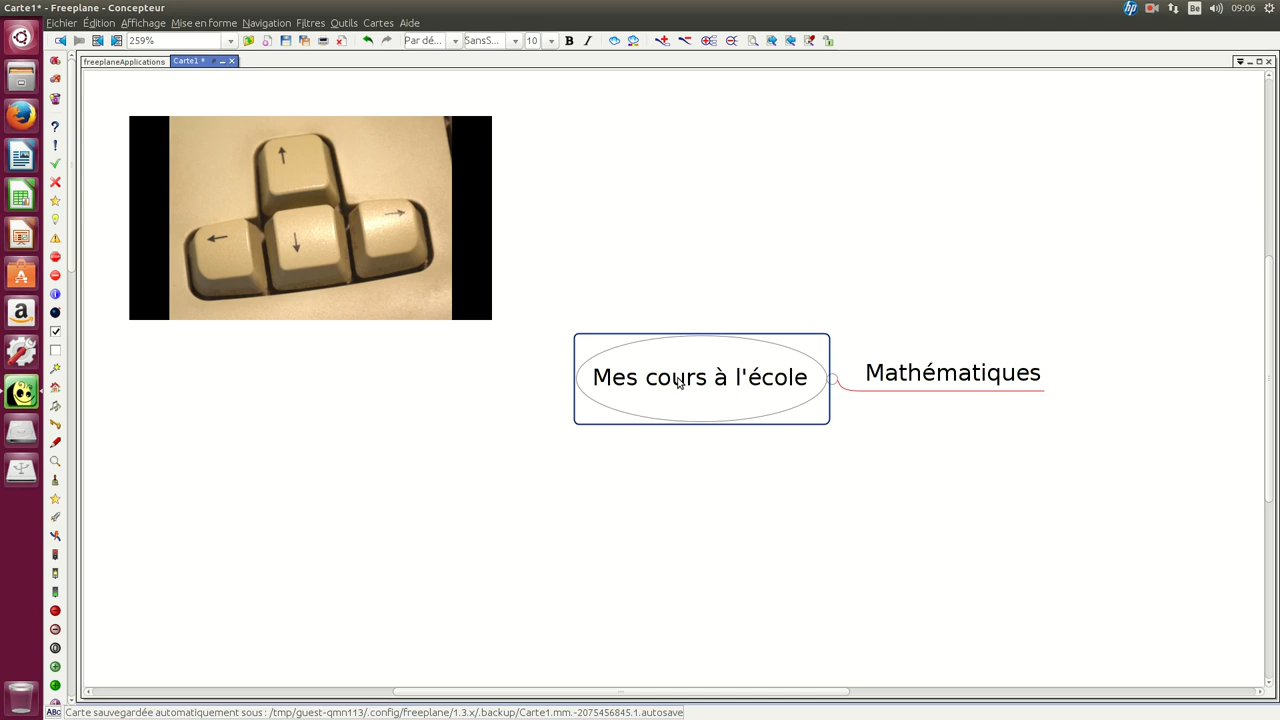 Carte1* - Freeplane - Concepteur
Be
09:06
Fichier Édition Affichage Mise en forme Navigation Filtres Outils Cartes Aide
259%
Par dé...
SansS...
10
B I
freeplaneApplications
Carte1 *
Mes cours à l'école
Mathématiques
Carte sauvegardée automatiquement sous : /tmp/guest-qmn113/.config/freeplane/1.3.x/.backup/Carte1.mm.-2075456845.1.autosave